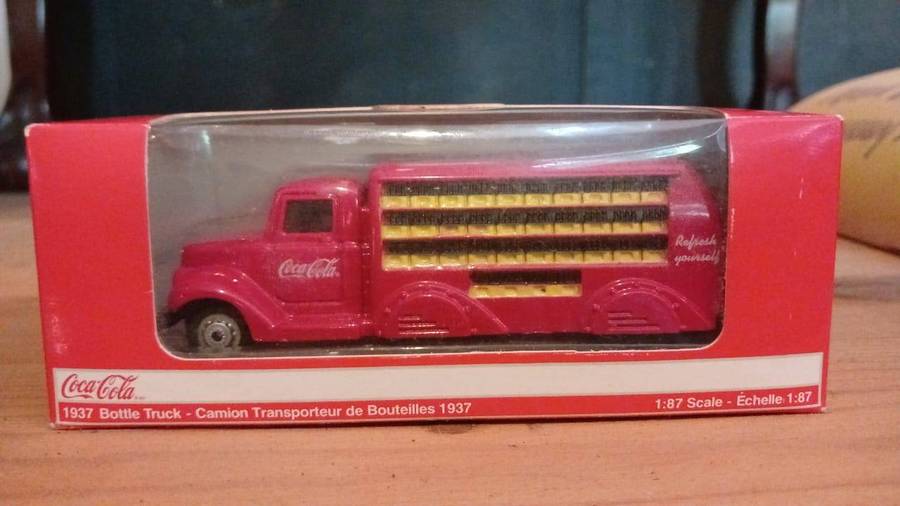 Coca-Cola
Refresh
yourself
Coca-Cola
1937 Bottle Truck - Camion Transporteur de Bouteilles 1937
1:87 Scale - Échelle 1:87